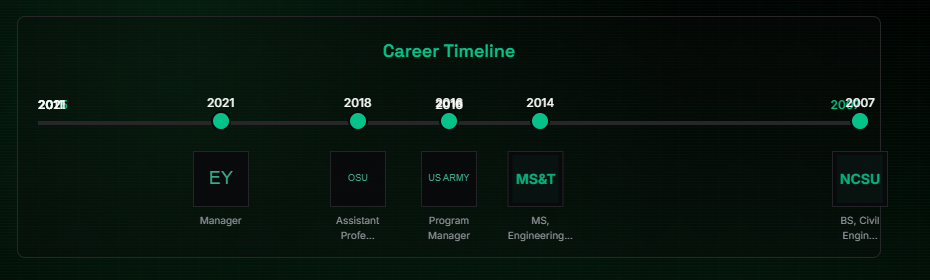 Career Timeline
2021
2018
2016
2014
2007
EY
OSU
US ARMY
MS&T
NCSU
Manager
Assistant
Profe...
Program
Manager
MS,
Engineering...
BS, Civil
Engin...